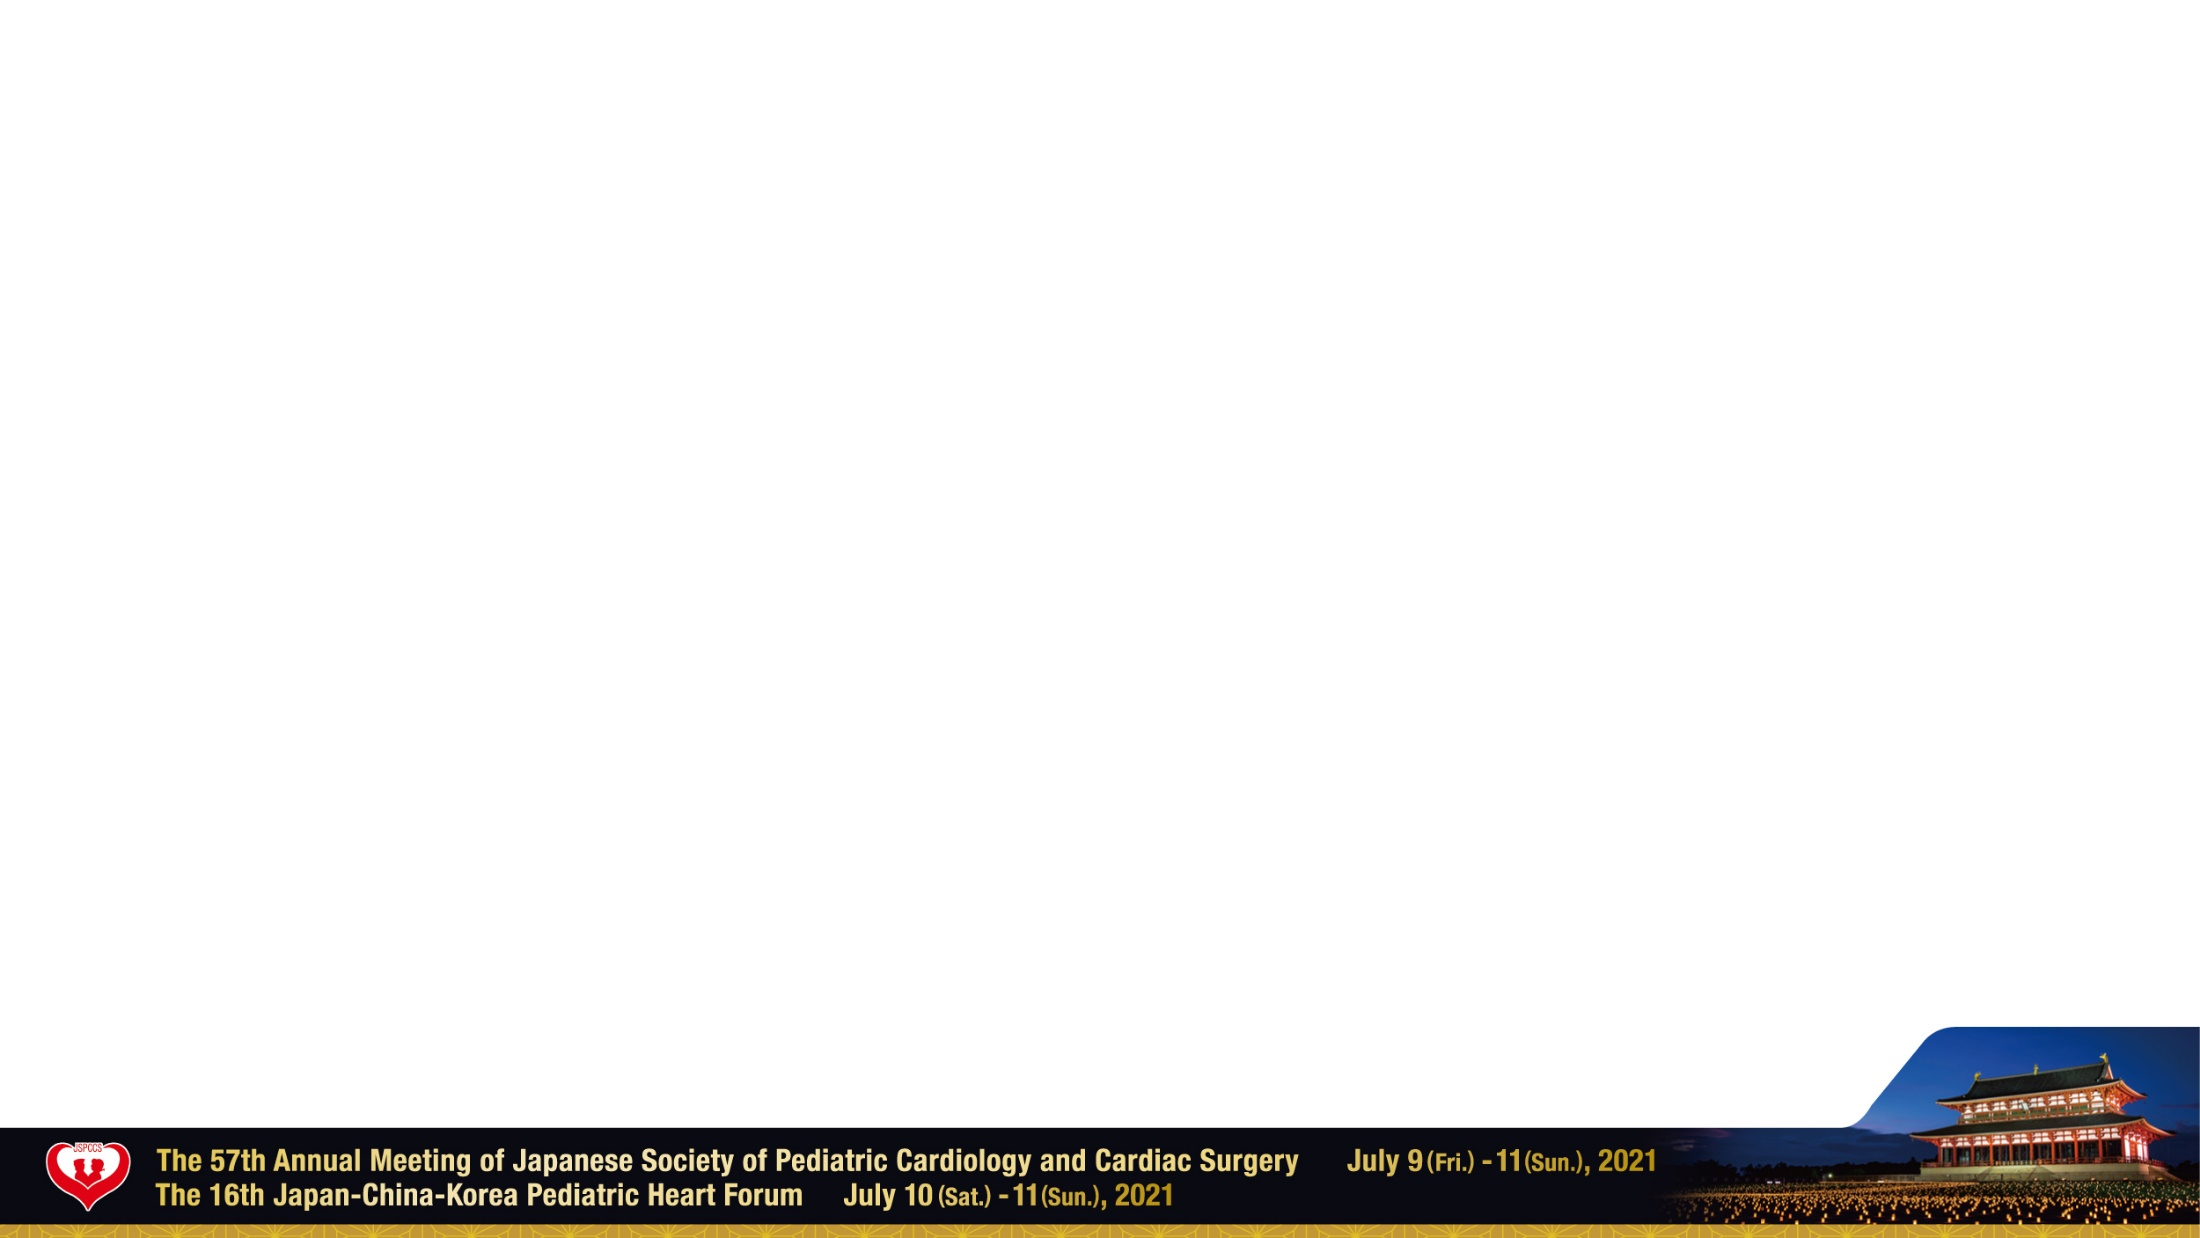 JSPCCS
The 57th Annual Meeting of Japanese Society of Pediatric Cardiology and Cardiac Surgery July 9 (Fri.) - 11 (Sun.), 2021
The 16th Japan-China-Korea Pediatric Heart Forum July 10 (Sat.) - 11 (Sun.), 2021